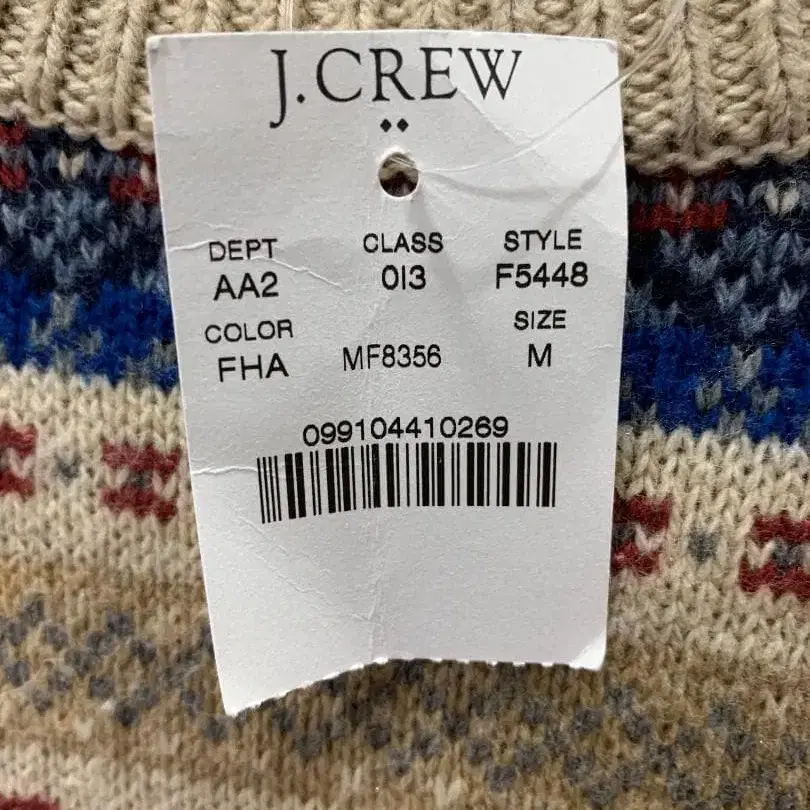 J.CREW
DEPT CLASS STYLE
AA2 013 F5448
COLOR SIZE
FHA MF8356 M
099104410269